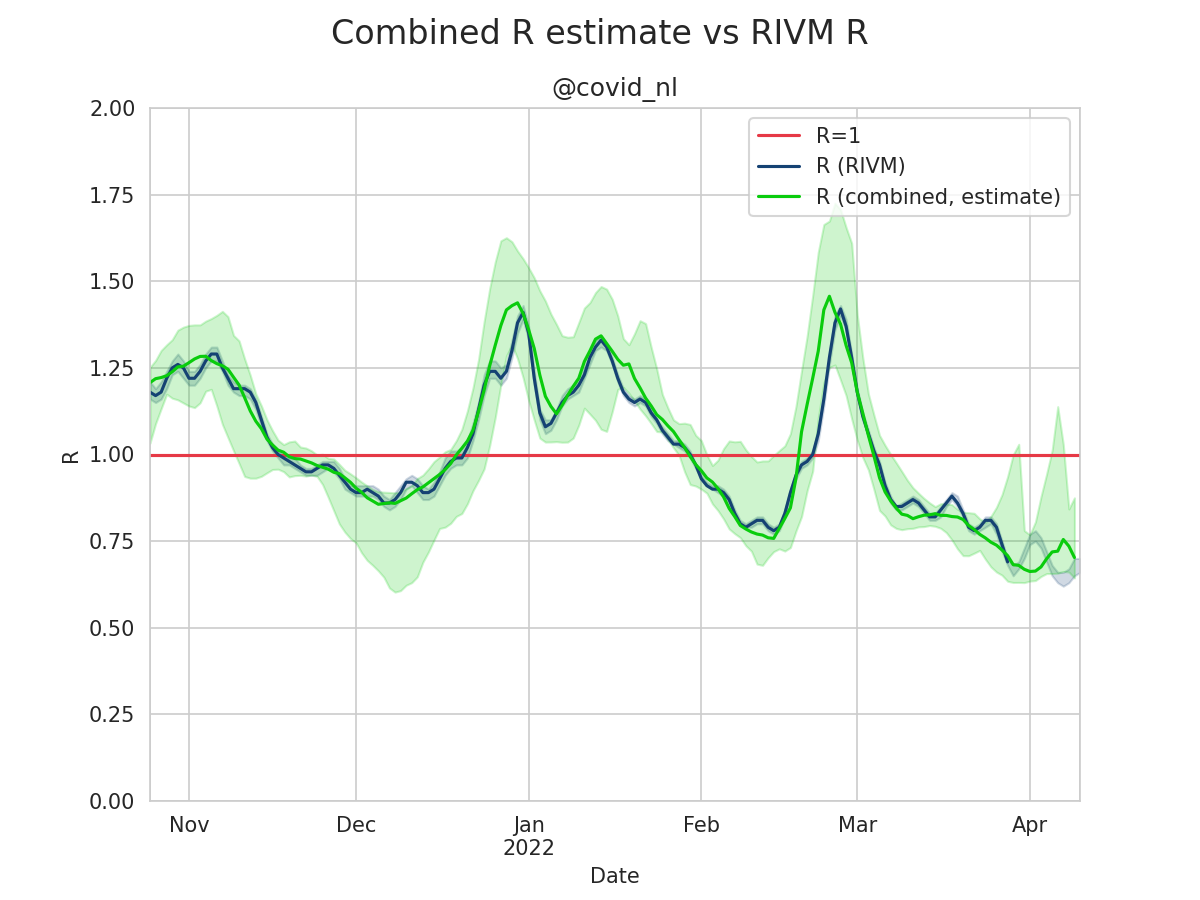 Combined R estimate vs RIVM R
@covid_nl
2.00
1.75
1.50
1.25
1.00
0.75
0.50
0.25
0.00
R
R=1
R (RIVM)
R (combined, estimate)
Nov Dec Jan Feb Mar Apr
2022
Date